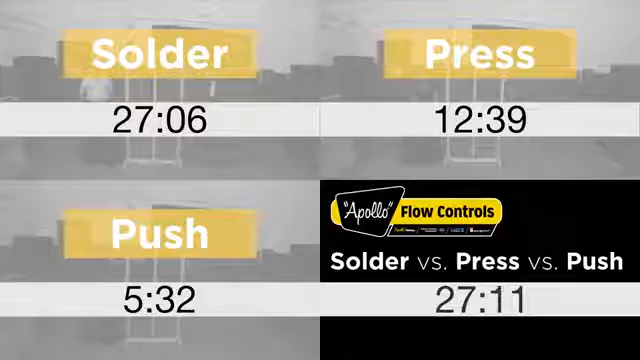 Solder
27:06
Press
12:39
Push
5:32
"Apollo" Flow Controls
Solder vs. Press vs. Push
27:11